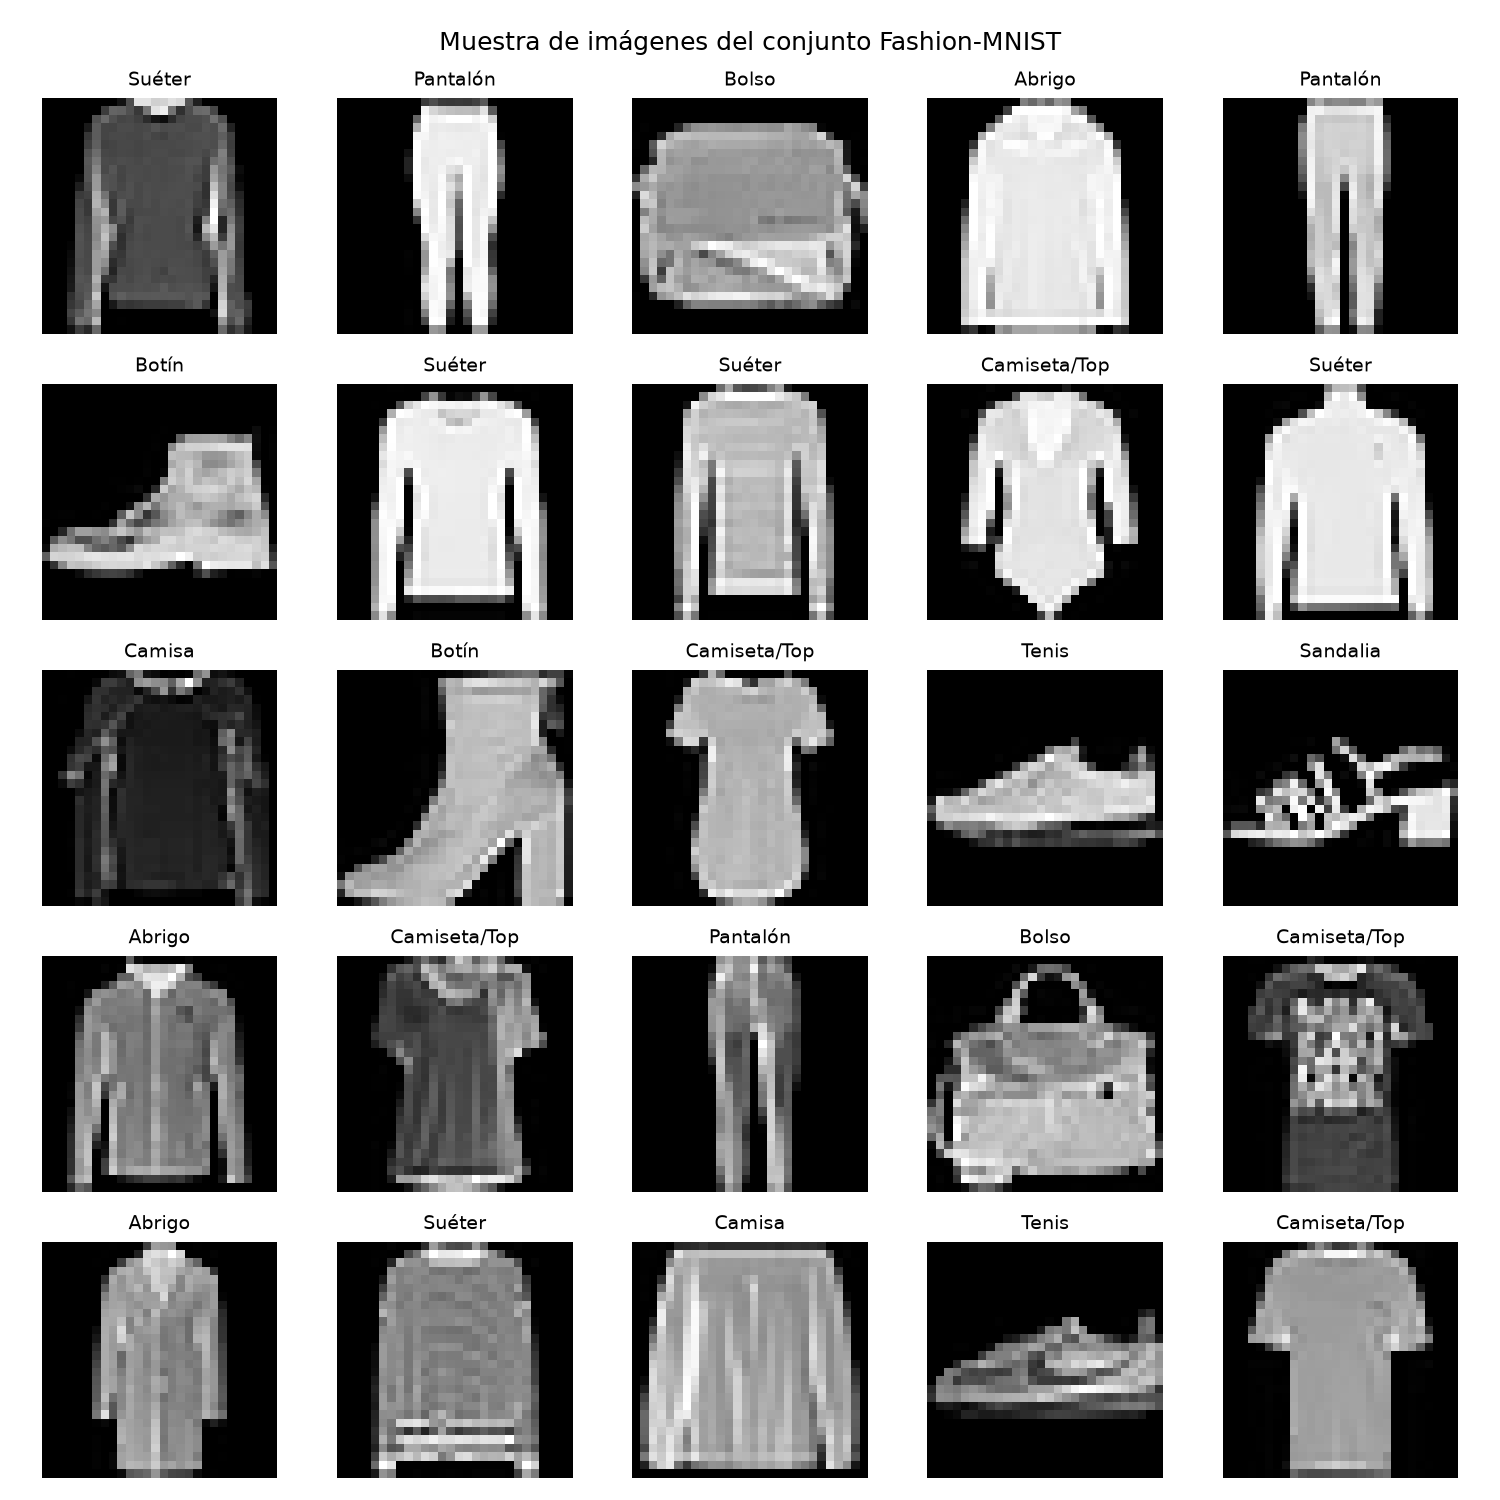 Muestra de imágenes del conjunto Fashion-MNIST
Suéter
Pantalón
Bolso
Abrigo
Pantalón
Botín
Suéter
Suéter
Camiseta/Top
Suéter
Camisa
Botín
Camiseta/Top
Tenis
Sandalia
Abrigo
Camiseta/Top
Pantalón
Bolso
Camiseta/Top
Abrigo
Suéter
Camisa
Tenis
Camiseta/Top